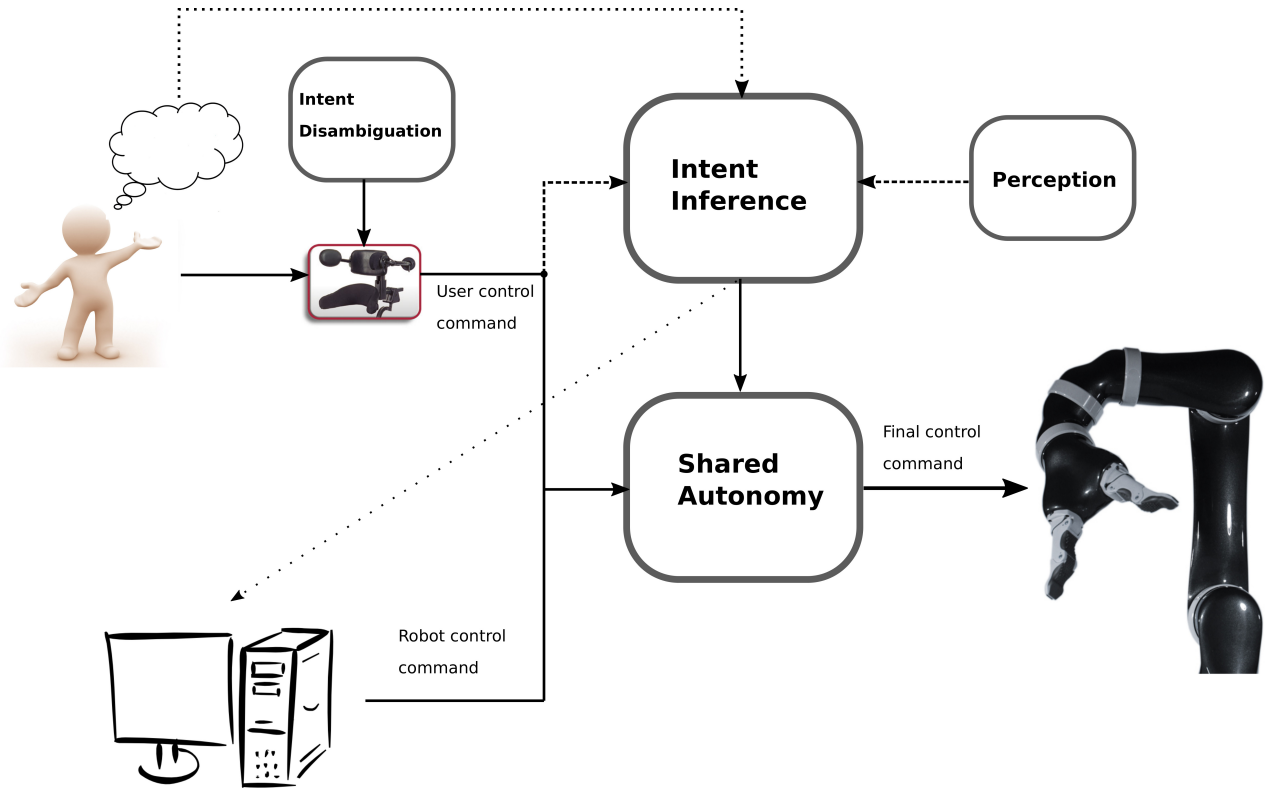 Intent
Disambiguation
Intent
Inference
Perception
User control
command
Shared
Autonomy
Final control
command
Robot control
command